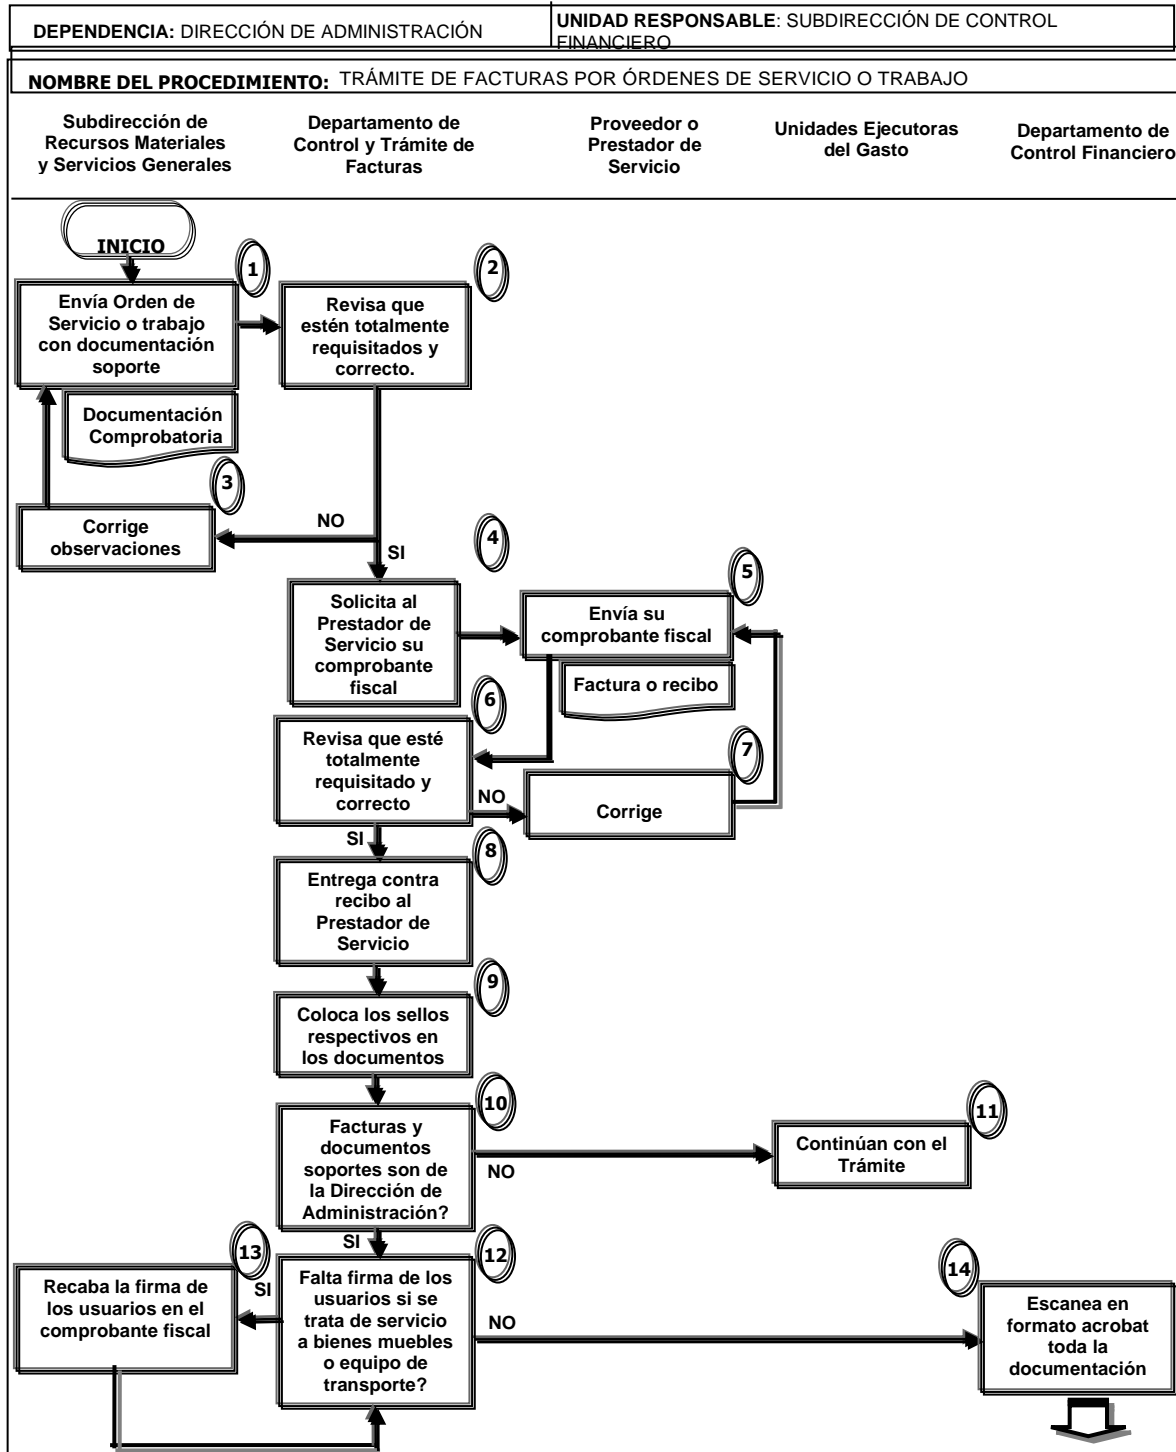 DEPENDENCIA: DIRECCIÓN DE ADMINISTRACIÓN
UNIDAD RESPONSABLE: SUBDIRECCIÓN DE CONTROL
FINANCIERO
NOMBRE DEL PROCEDIMIENTO: TRÁMITE DE FACTURAS POR ÓRDENES DE SERVICIO O TRABAJO
Subdirección de
Recursos Materiales
y Servicios Generales
Departamento de
Control y Trámite de
Facturas
Proveedor o
Prestador de
Servicio
Unidades Ejecutoras
del Gasto
Departamento de
Control Financiero
INICIO
1
Envía Orden de
Servicio o trabajo
con documentación
soporte
2
Revisa que
estén totalmente
requisitados y
correcto.
Documentación
Comprobatoria
3
Corrige
observaciones
NO
SI
4
Solicita al
Prestador de
Servicio su
comprobante
fiscal
5
Envía su
comprobante fiscal
Factura o recibo
6
Revisa que esté
totalmente
requisitado y
correcto
NO
7
Corrige
SI
8
Entrega contra
recibo al
Prestador de
Servicio
9
Coloca los sellos
respectivos en
los documentos
10
Facturas y
documentos
soportes son de
la Dirección de
Administración?
NO
11
Continúan con el
Trámite
SI
12
Falta firma de los
usuarios si se
trata de servicio
a bienes muebles
o equipo de
transporte?
SI
13
Recaba la firma de
los usuarios en el
comprobante fiscal
NO
14
Escanea en
formato acrobat
toda la
documentación